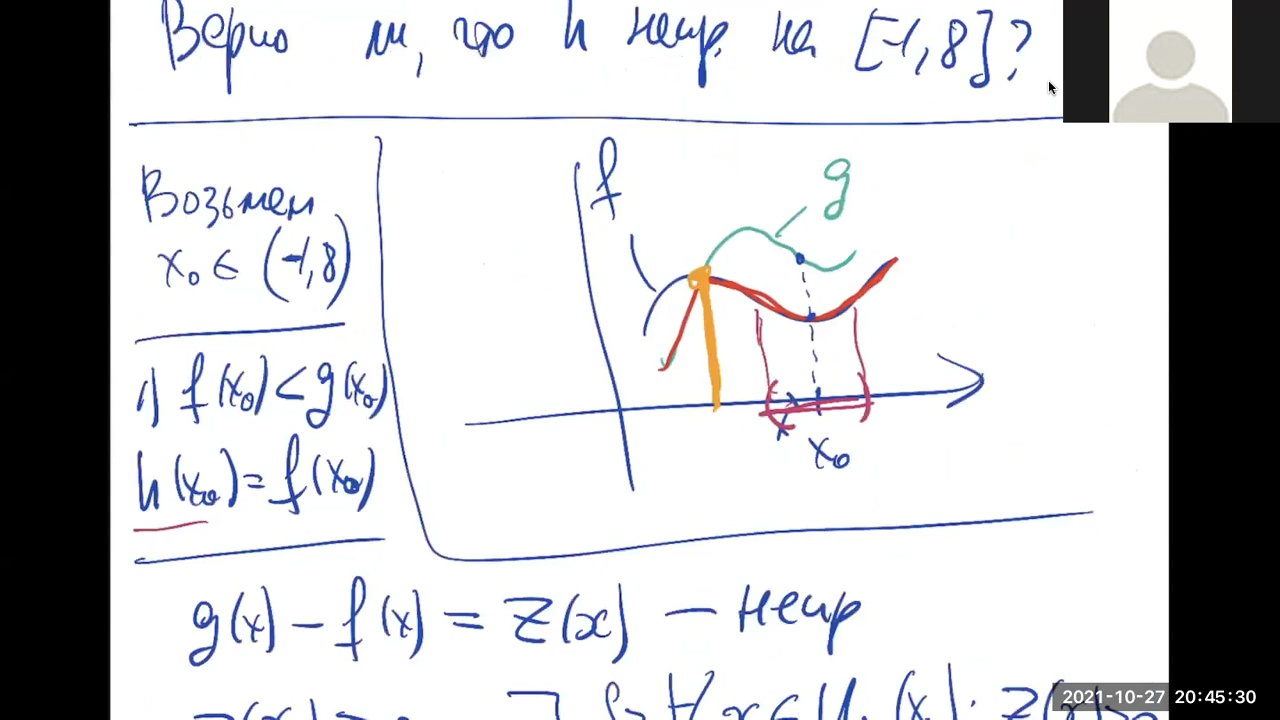 Верно ли, что h непр. на [-1, 8]?
Возьмем
x₀ ∈ (-1, 8)
1) f(x₀) < g(x₀)
h(x₀) = f(x₀)
f
g
x
x₀
g(x) - f(x) = z(x) — непр
2021-10-27 20:45:30